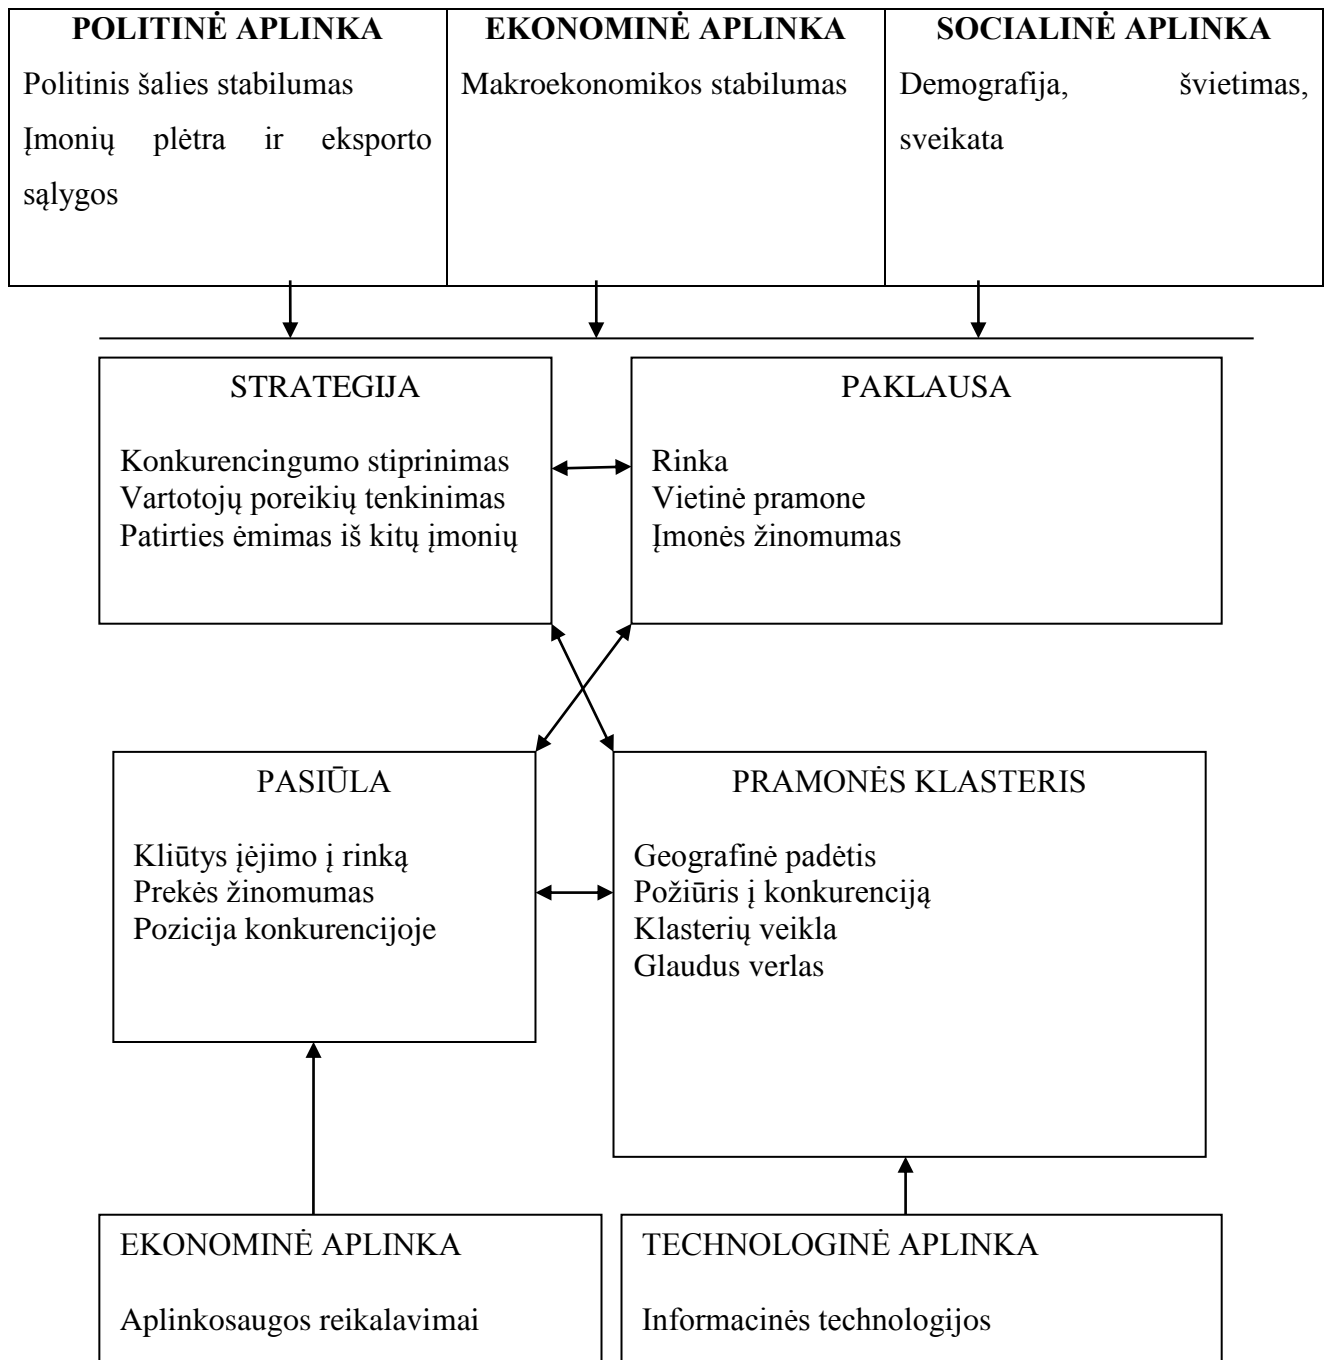 POLITINĖ APLINKA
Politinis šalies stabilumas
Įmonių plėtra ir eksporto
sąlygos
EKONOMINĖ APLINKA
Makroekonomikos stabilumas
SOCIALINĖ APLINKA
Demografija, švietimas,
sveikata
STRATEGIJA
Konkurencingumo stiprinimas
Vartotojų poreikių tenkinimas
Patirties ėmimas iš kitų įmonių
PAKLAUSA
Rinka
Vietinė pramone
Įmonės žinomumas
PASIŪLA
Kliūtys įėjimo į rinką
Prekės žinomumas
Pozicija konkurencijoje
PRAMONĖS KLASTERIS
Geografinė padėtis
Požiūris į konkurenciją
Klasterių veikla
Glaudus verlas
EKONOMINĖ APLINKA
Aplinkosaugos reikalavimai
TECHNOLOGINĖ APLINKA
Informacinės technologijos